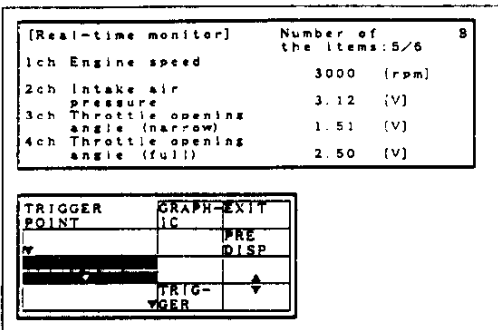 [Real-time monitor] Number of B
the items:5/6
1ch Engine speed
3000 (rpm)
2ch Intake air
pressure 3.12 (V)
3ch Throttle opening
angle (narrow) 1.51 (V)
4ch Throttle opening
angle (full) 2.50 (V)
TRIGGER GRAPH- EXIT
POINT IC
PRE
DISP
TRIG-
GER